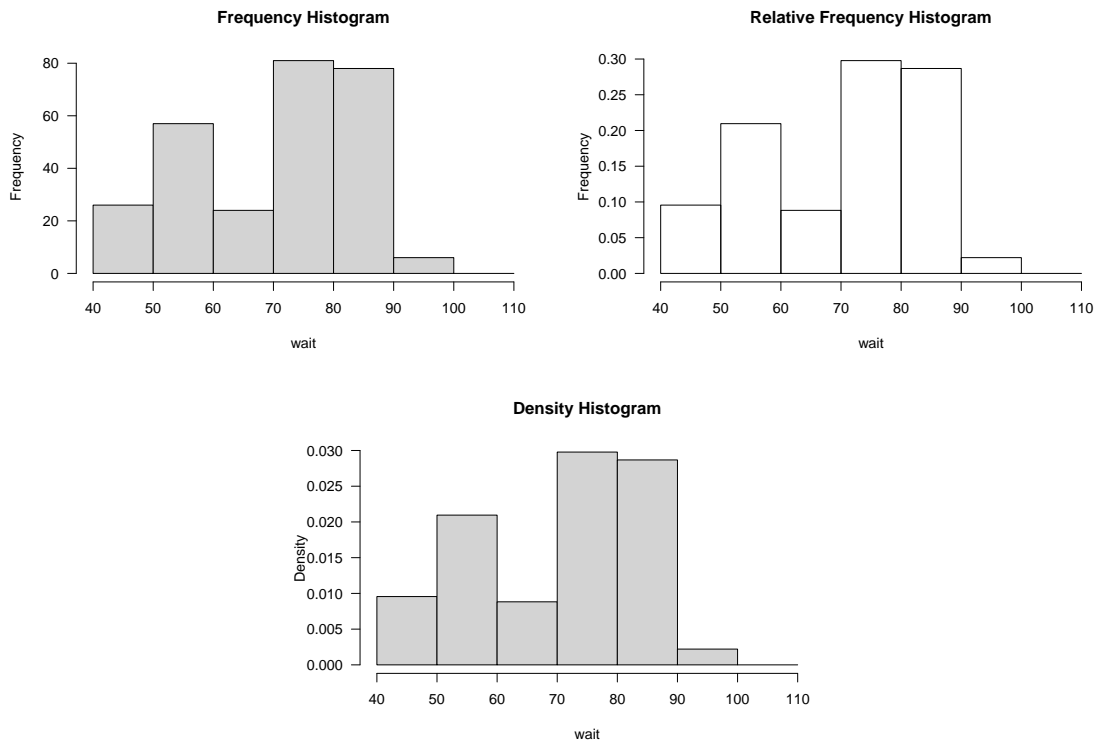 Frequency Histogram
Frequency
80
60
40
20
0
40 50 60 70 80 90 100 110
wait
Relative Frequency Histogram
Frequency
0.30
0.25
0.20
0.15
0.10
0.05
0.00
40 50 60 70 80 90 100 110
wait
Density Histogram
Density
0.030
0.025
0.020
0.015
0.010
0.005
0.000
40 50 60 70 80 90 100 110
wait